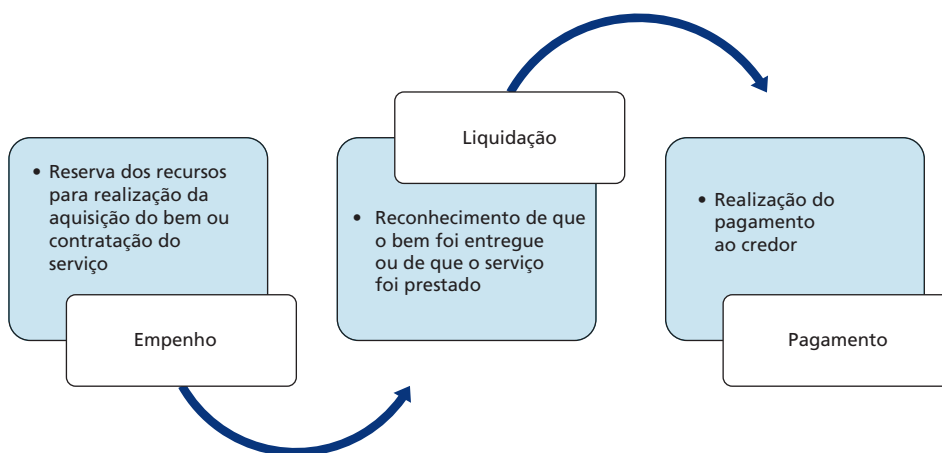 • Reserva dos recursos
para realização da
aquisição do bem ou
contratação do
serviço
Empenho
Liquidação
• Reconhecimento de que
o bem foi entregue
ou de que o serviço
foi prestado
• Realização do
pagamento
ao credor
Pagamento